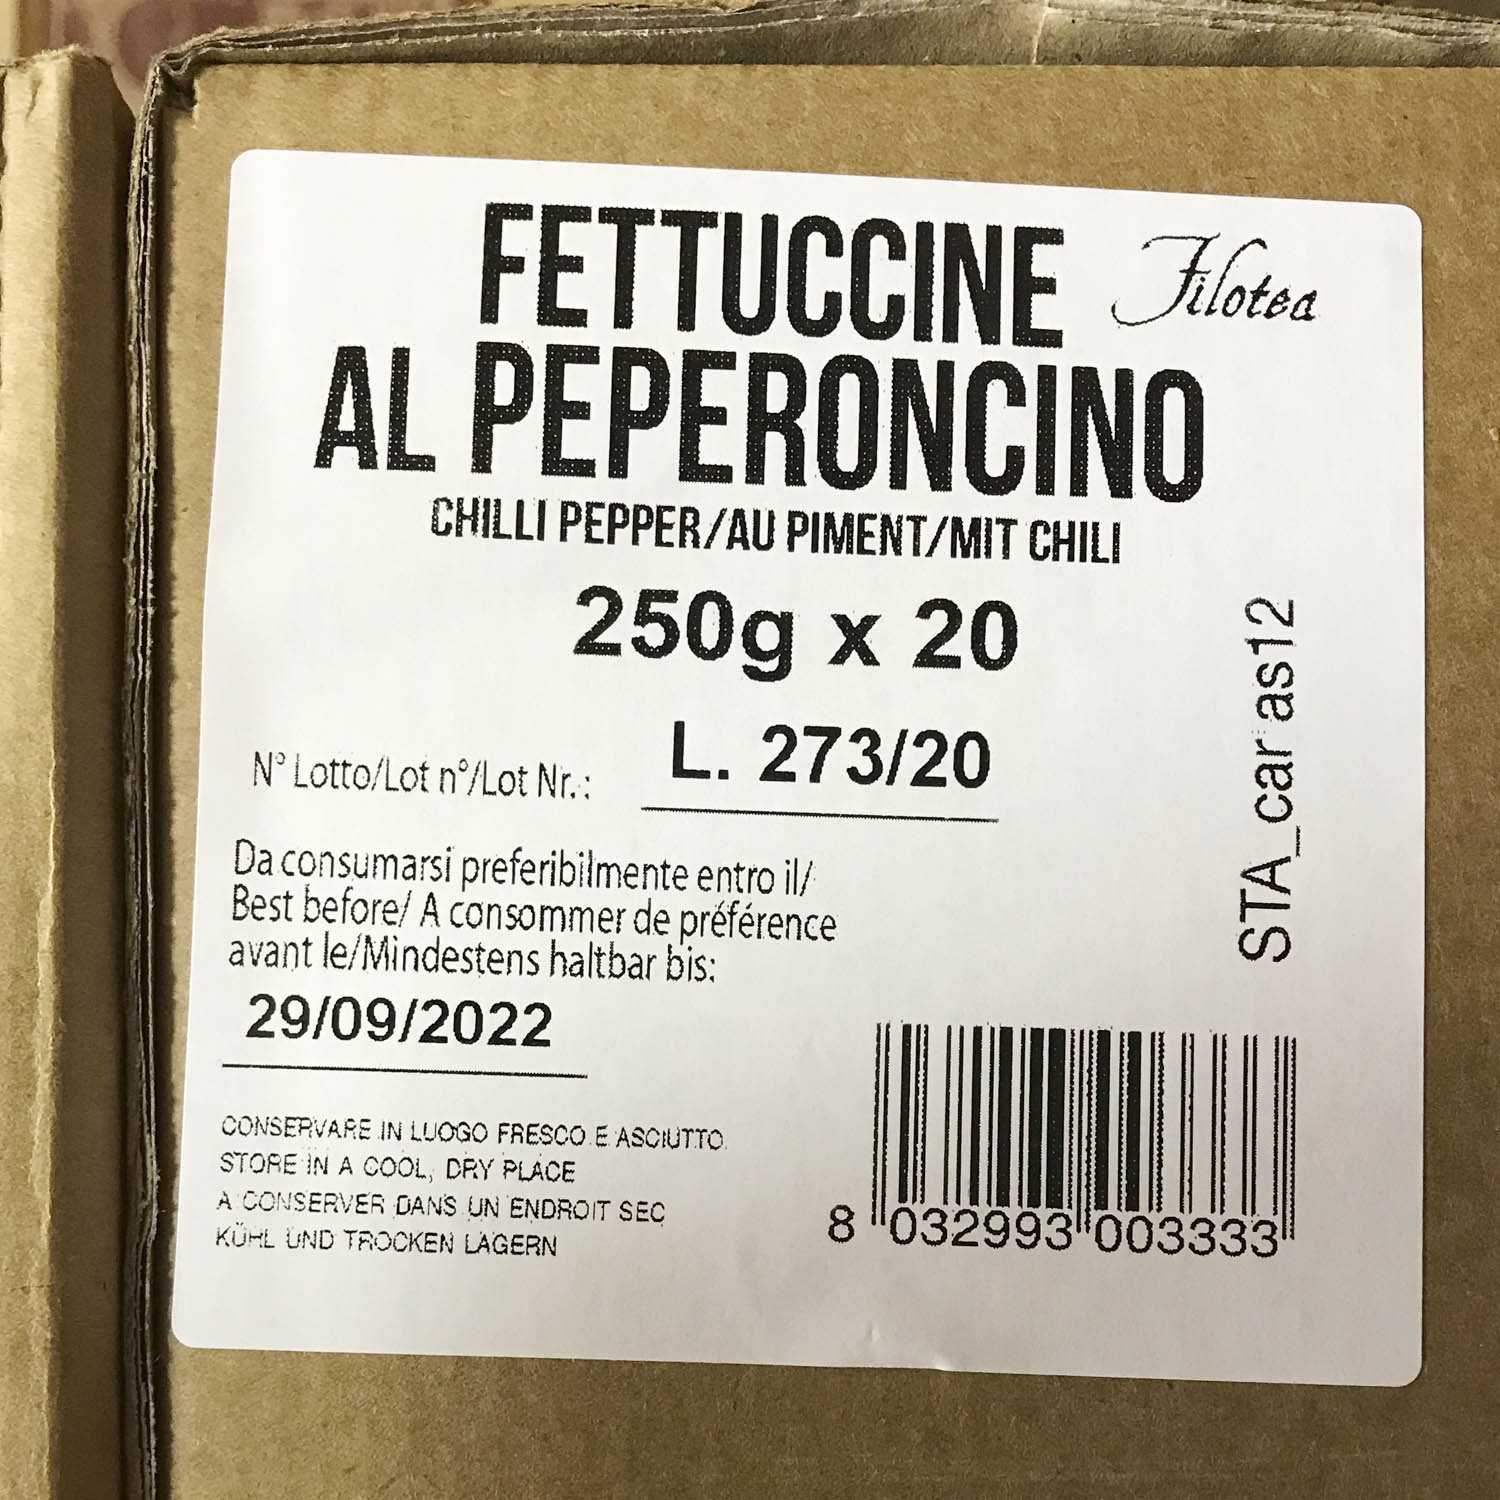 FETTUCCINE
Filotea
AL PEPERONCINO
CHILLI PEPPER/AU PIMENT/MIT CHILI
250g x 20
N° Lotto/Lot n°/Lot Nr.: L. 273/20
Da consumarsi preferibilmente entro il/
Best before/ A consommer de préférence
avant le/Mindestens haltbar bis:
29/09/2022
CONSERVARE IN LUOGO FRESCO E ASCIUTTO
STORE IN A COOL, DRY PLACE
A CONSERVER DANS UN ENDROIT SEC
KÜHL UND TROCKEN LAGERN
STA_car as12
8 032993 003333